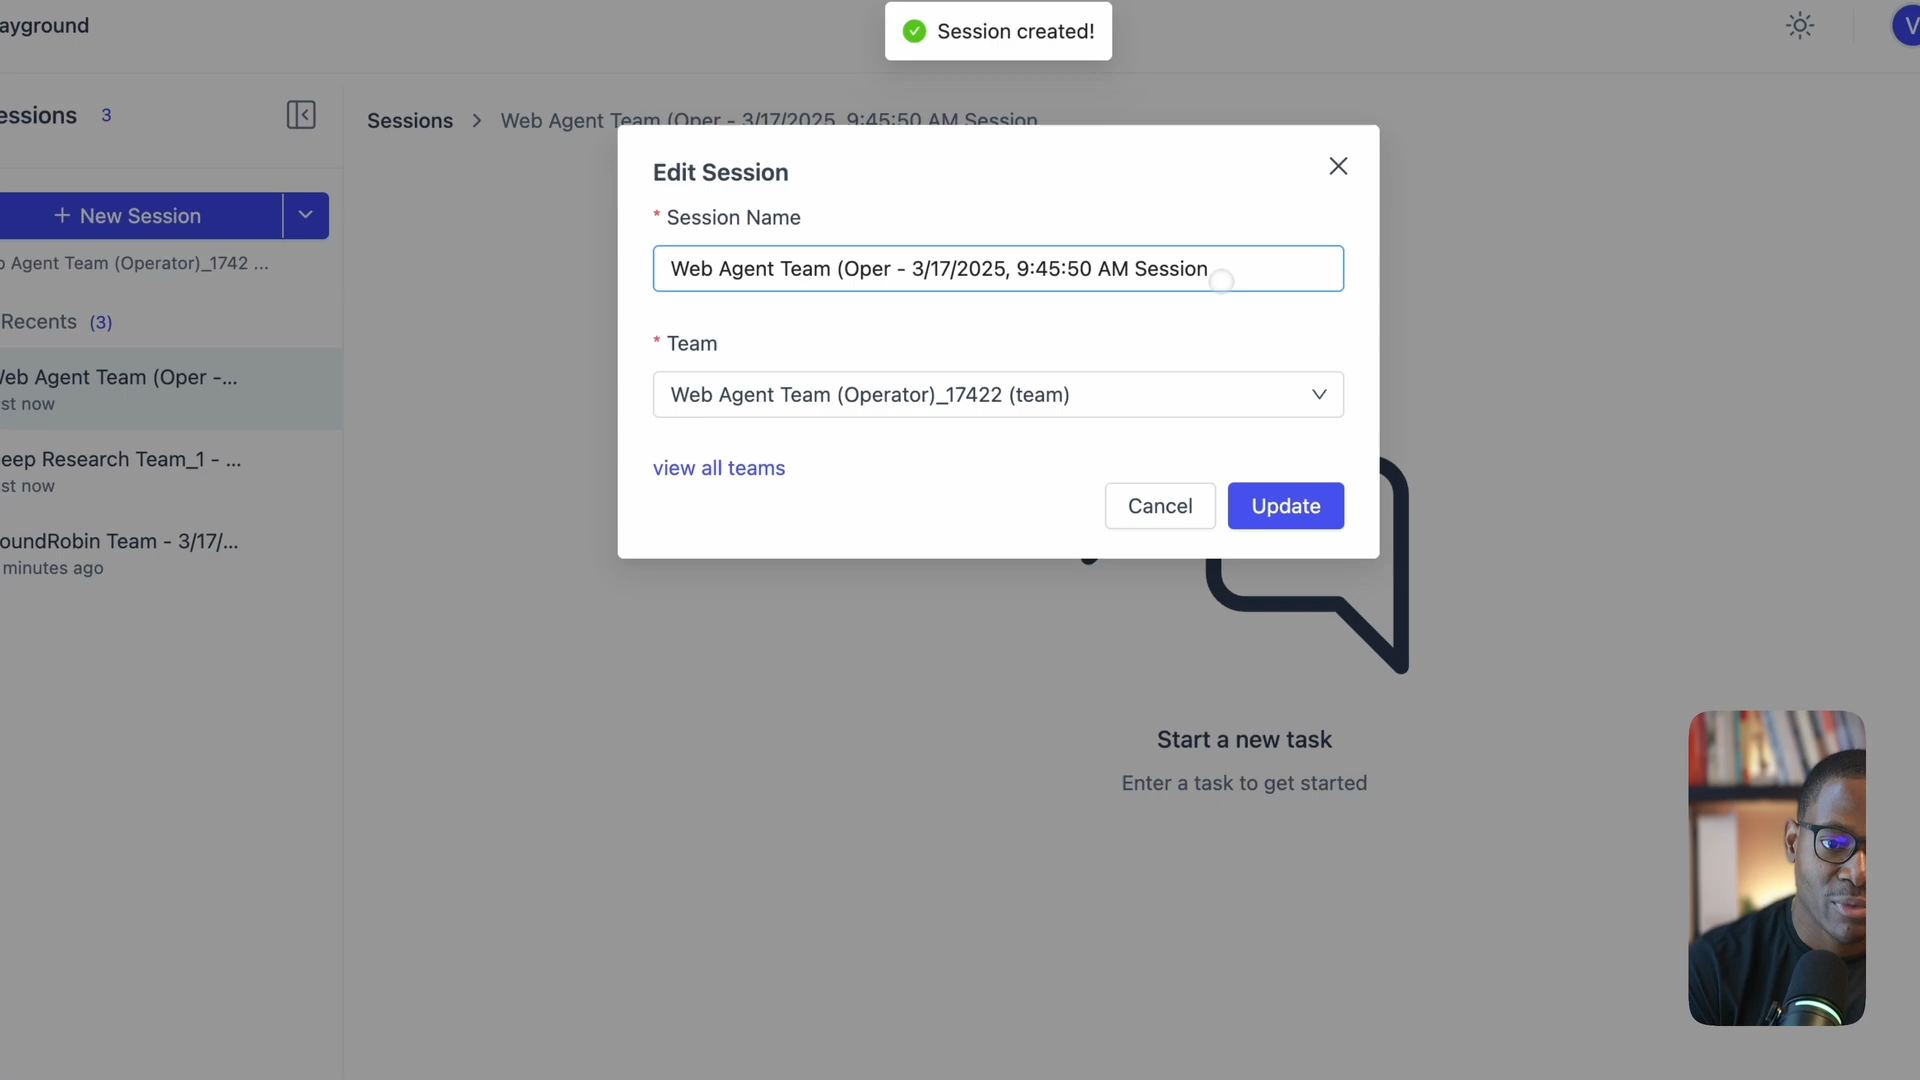 ayground
Session created!
V
essions 3
Sessions > Web Agent Team (Oper - 3/17/2025, 9:45:50 AM Session
+ New Session
o Agent Team (Operator)_1742 ...
Recents (3)
Web Agent Team (Oper -...
st now
eep Research Team_1 - ...
st now
oundRobin Team - 3/17/...
minutes ago
Edit Session
* Session Name
Web Agent Team (Oper - 3/17/2025, 9:45:50 AM Session
* Team
Web Agent Team (Operator)_17422 (team)
view all teams
Cancel
Update
Start a new task
Enter a task to get started